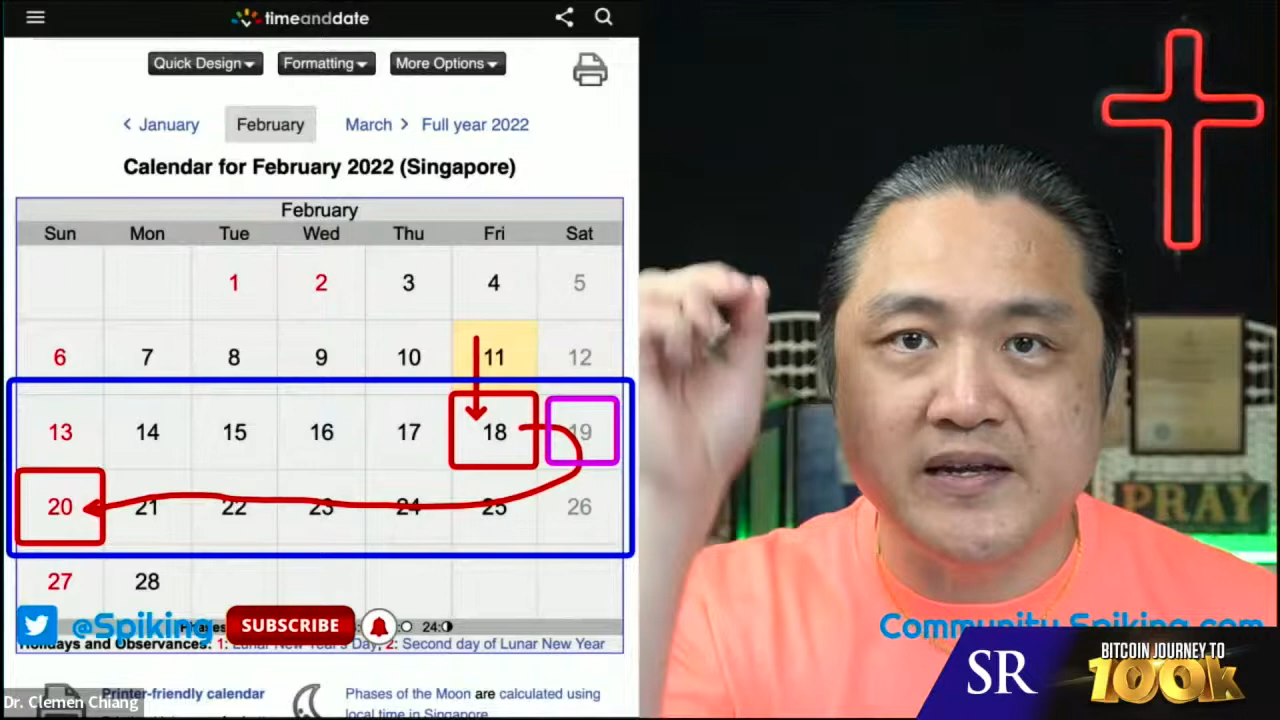 timeanddate
Quick Design Formatting More Options
January February March Full year 2022
Calendar for February 2022 (Singapore)
February
Sun Mon Tue Wed Thu Fri Sat
1 2 3 4 5
6 7 8 9 10 11 12
13 14 15 16 17 18 19
20 21 22 23 24 25 26
27 28
@Spiking SUBSCRIBE 24:
Holidays and Observances: 1: Lunar New Year's Day, 2: Second day of Lunar New Year
Printer-friendly calendar
Phases of the Moon are calculated using
local time in Singapore
Dr. Clemen Chiang
PRAY
Community.Spiking.com
SR
BITCOIN JOURNEY TO
100k